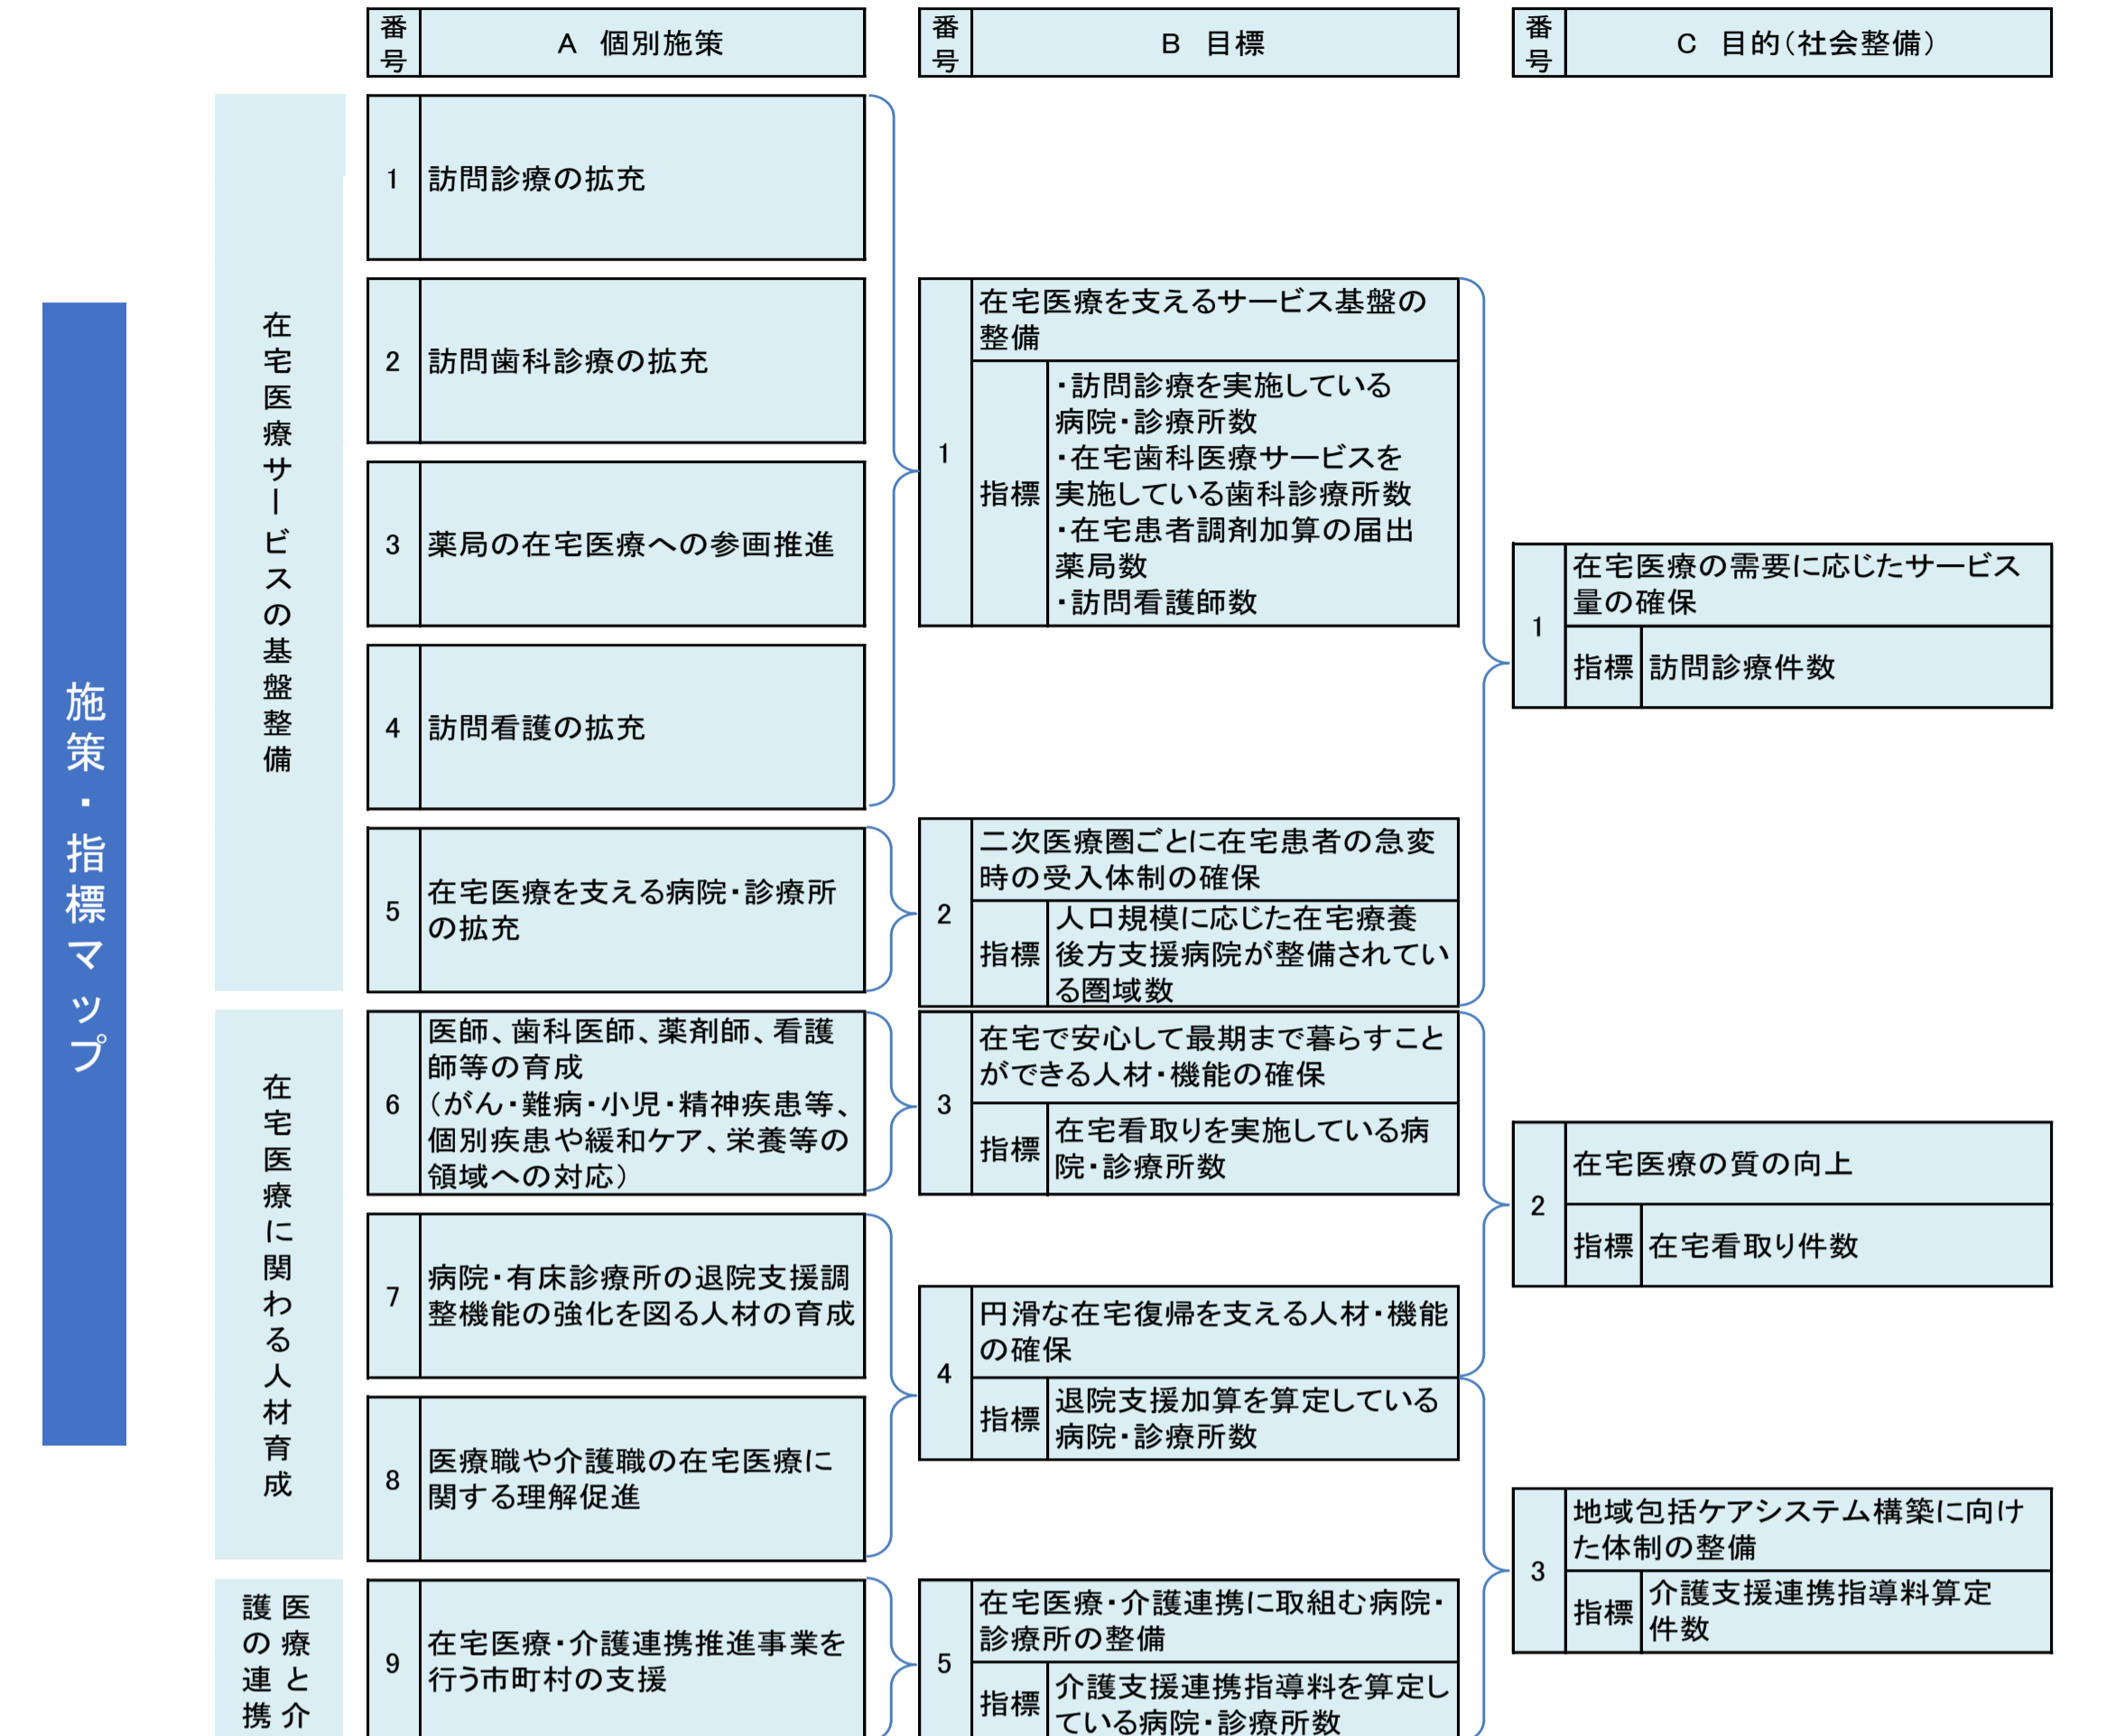 施策・指標マップ
番号
A 個別施策
番号
B 目標
番号
C 目的（社会整備）
在宅医療サービスの基盤整備
1
訪問診療の拡充
2
訪問歯科診療の拡充
3
薬局の在宅医療への参画推進
4
訪問看護の拡充
5
在宅医療を支える病院・診療所
の拡充
在宅医療に関わる人材育成
6
医師、歯科医師、薬剤師、看護
師等の育成
（がん・難病・小児・精神疾患等、
個別疾患や緩和ケア、栄養等の
領域への対応）
7
病院・有床診療所の退院支援調
整機能の強化を図る人材の育成
8
医療職や介護職の在宅医療に
関する理解促進
医療と介
護の連携
9
在宅医療・介護連携推進事業を
行う市町村の支援
1
在宅医療を支えるサービス基盤の
整備
指標
・訪問診療を実施している
病院・診療所数
・在宅歯科医療サービスを
実施している歯科診療所数
・在宅患者調剤加算の届出
薬局数
・訪問看護師数
2
二次医療圏ごとに在宅患者の急変
時の受入体制の確保
指標
人口規模に応じた在宅療養
後方支援病院が整備されてい
る圏域数
3
在宅で安心して最期まで暮らすこと
ができる人材・機能の確保
指標
在宅看取りを実施している病
院・診療所数
4
円滑な在宅復帰を支える人材・機能
の確保
指標
退院支援加算を算定している
病院・診療所数
5
在宅医療・介護連携に取組む病院・
診療所の整備
指標
介護支援連携指導料を算定し
ている病院・診療所数
1
在宅医療の需要に応じたサービス
量の確保
指標
訪問診療件数
2
在宅医療の質の向上
指標
在宅看取り件数
3
地域包括ケアシステム構築に向け
た体制の整備
指標
介護支援連携指導料算定
件数